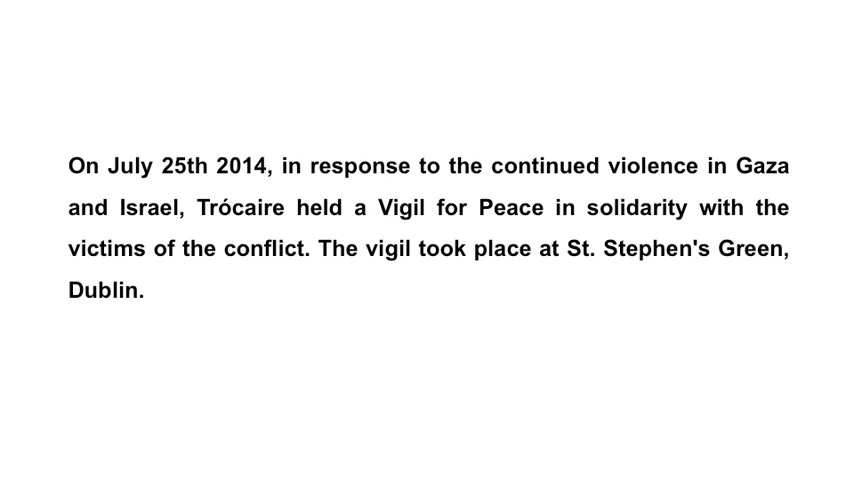 On July 25th 2014, in response to the continued violence in Gaza
and Israel, Trócaire held a Vigil for Peace in solidarity with the
victims of the conflict. The vigil took place at St. Stephen's Green,
Dublin.